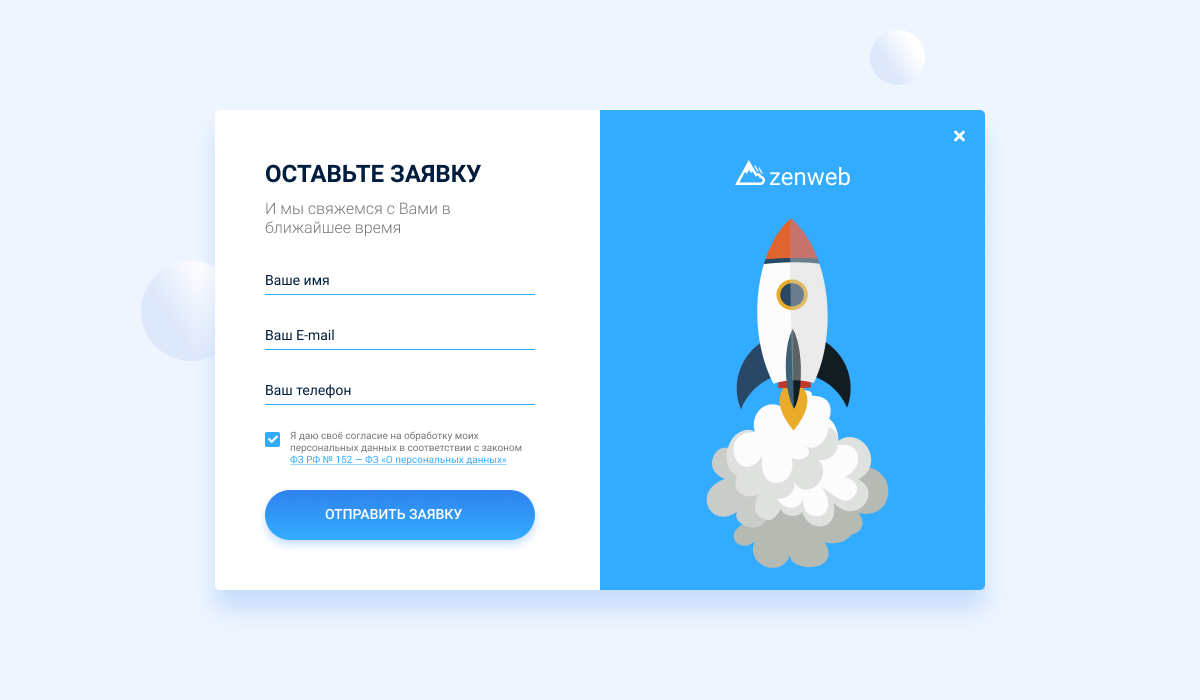 ОСТАВЬТЕ ЗАЯВКУ
И мы свяжемся с Вами в
ближайшее время
Ваше имя
Ваш E-mail
Ваш телефон
Я даю своё согласие на обработку моих
персональных данных в соответствии с законом
ФЗ РФ № 152 — ФЗ «О персональных данных»
ОТПРАВИТЬ ЗАЯВКУ
zenweb